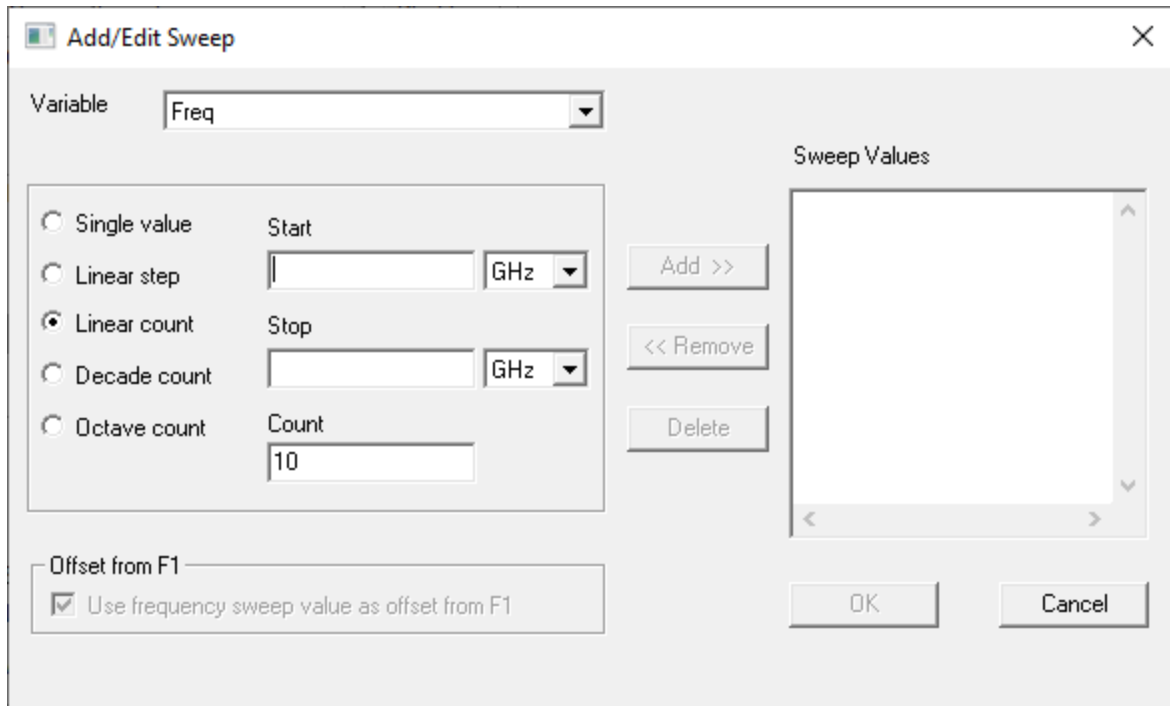 Add/Edit Sweep
Variable
Freq
Sweep Values
Single value
Start
Linear step
GHz
Add >>
Linear count
Stop
<< Remove
Decade count
GHz
Octave count
Count
Delete
10
Offset from F1
Use frequency sweep value as offset from F1
OK
Cancel